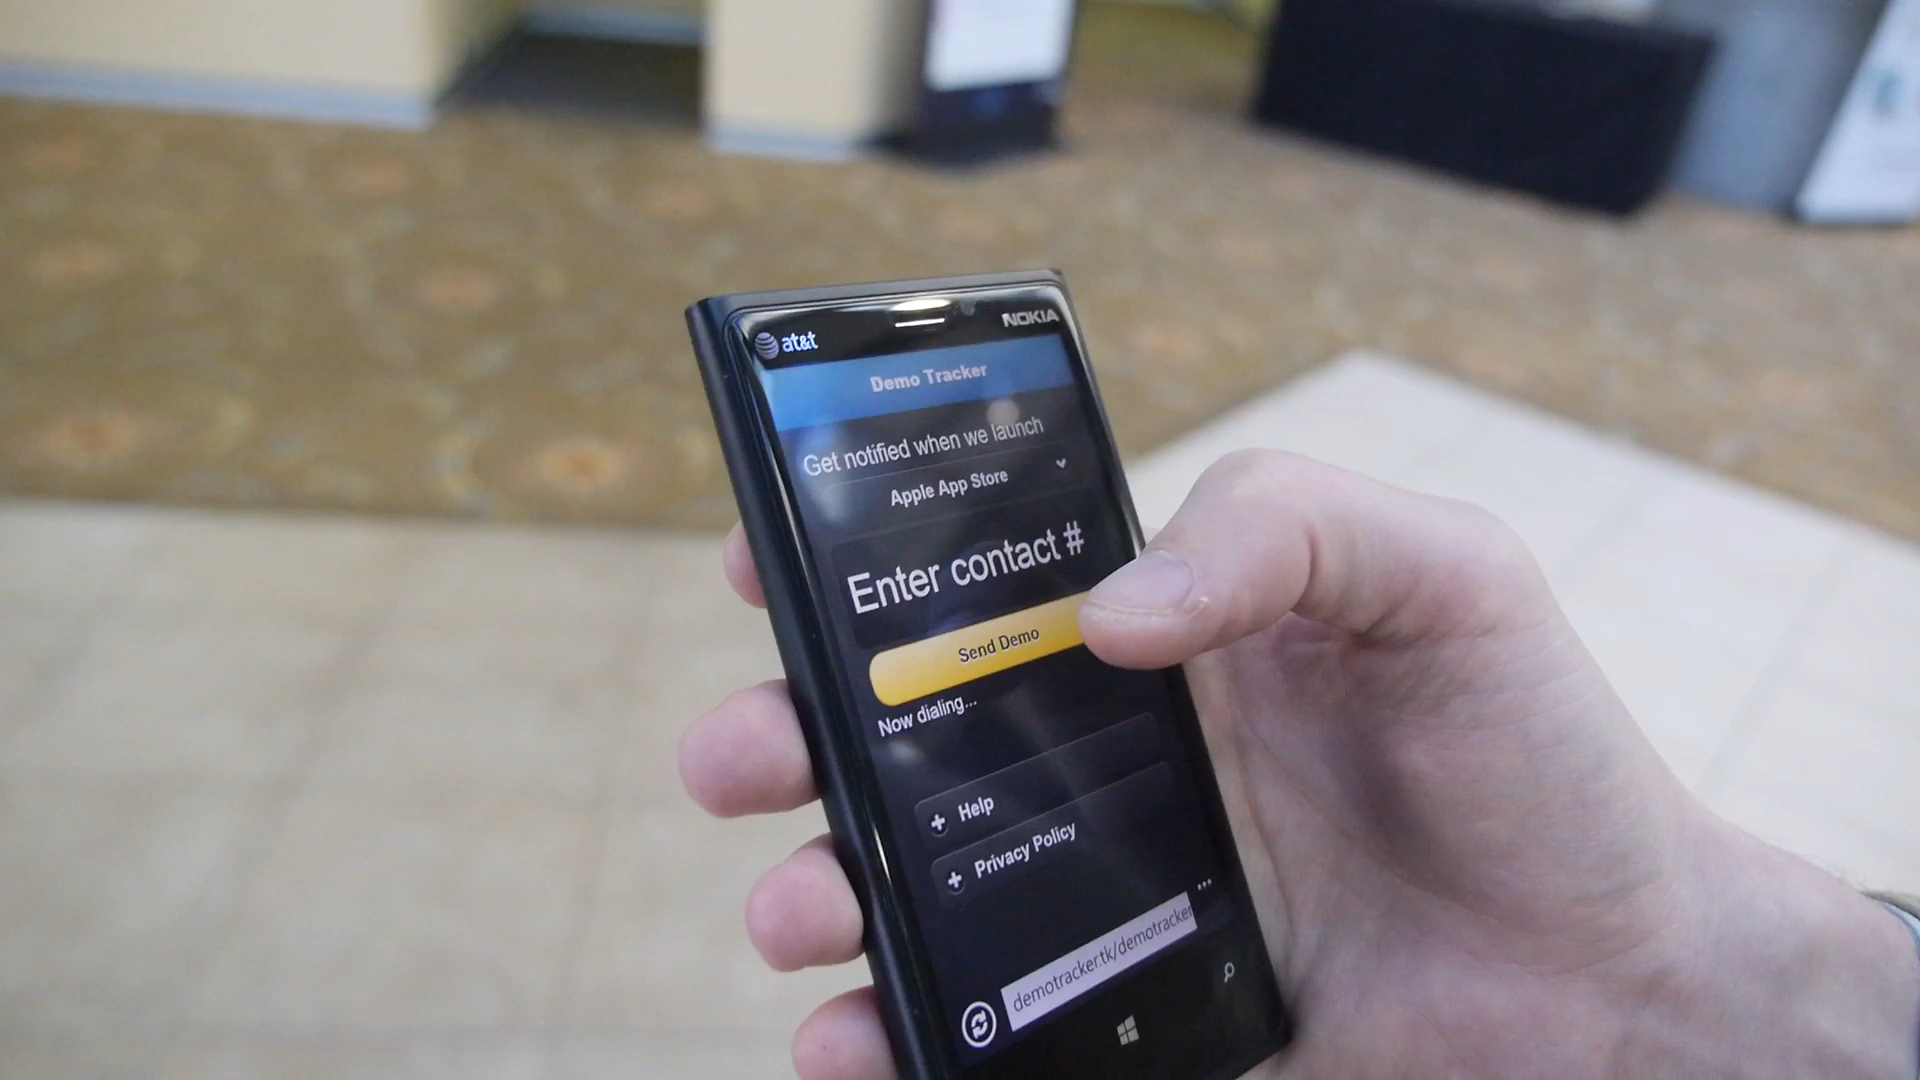 at&t
NOKIA
Demo Tracker
Get notified when we launch
Apple App Store
Enter contact #
Send Demo
Now dialing...
Help
Privacy Policy
demotracker.tk/demotracker